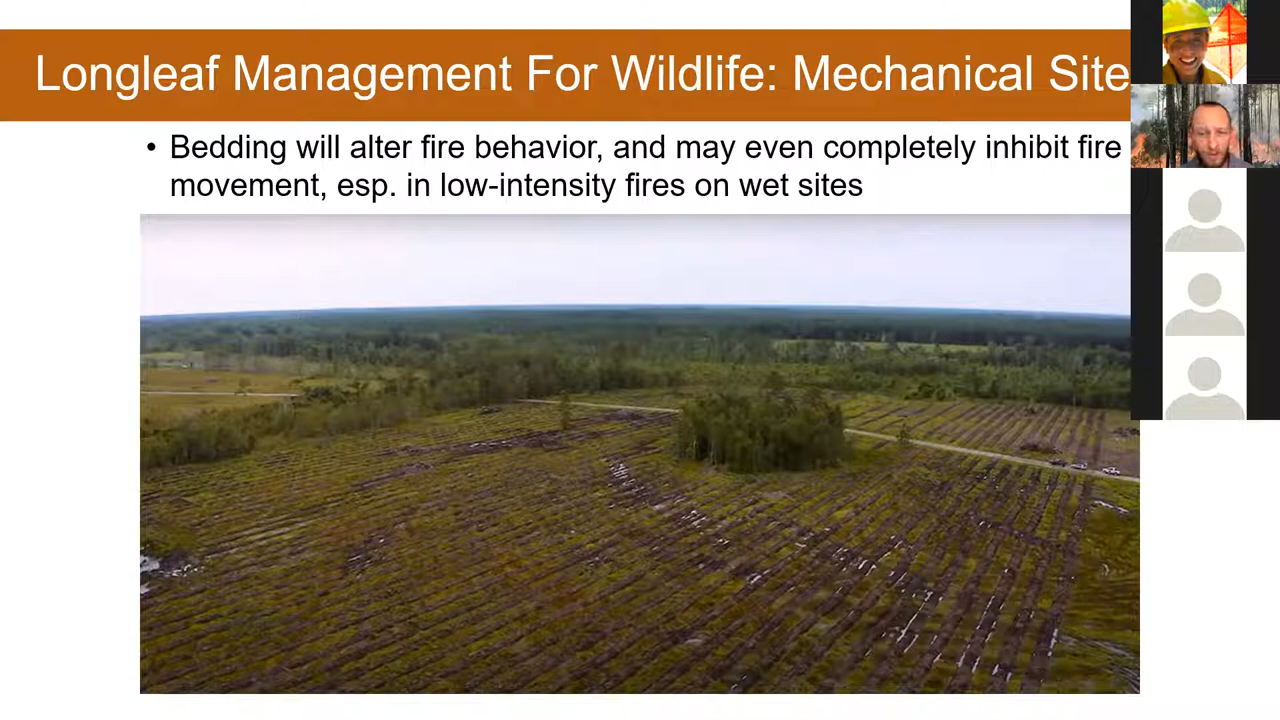 Longleaf Management For Wildlife: Mechanical Site
• Bedding will alter fire behavior, and may even completely inhibit fire
movement, esp. in low-intensity fires on wet sites